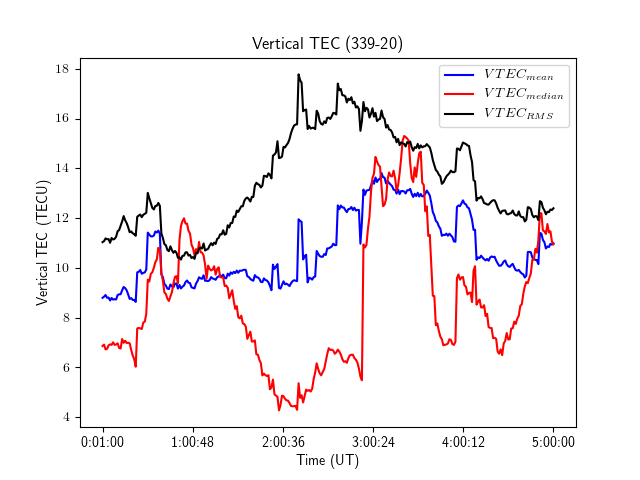 Vertical TEC (339-20)
VTEC_mean
VTEC_median
VTEC_RMS
Vertical TEC (TECU)
18
16
14
12
10
8
6
4
0:01:00 1:00:48 2:00:36 3:00:24 4:00:12 5:00:00
Time (UT)